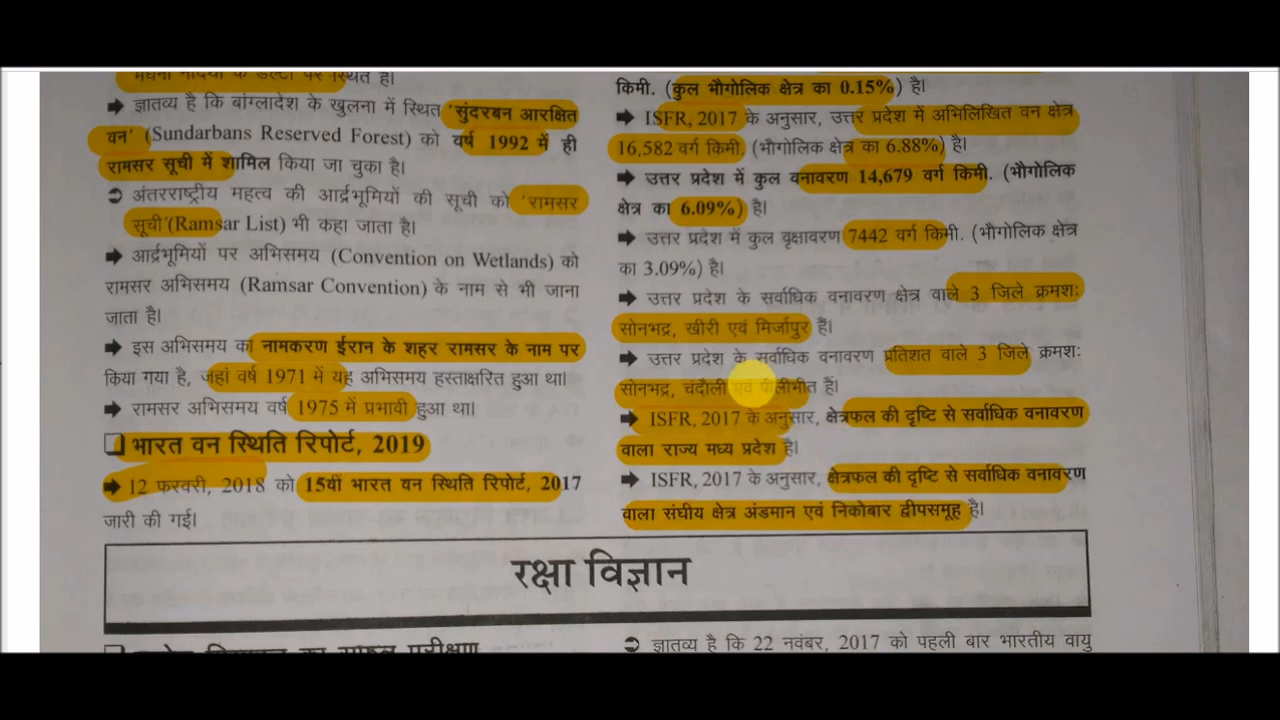 मेघना नदियों के डेल्टा पर स्थित है।
➡ ज्ञातव्य है कि बांग्लादेश के खुलना में स्थित 'सुंदरबन आरक्षित
वन' (Sundarbans Reserved Forest) को वर्ष 1992 में ही
रामसर सूची में शामिल किया जा चुका है।
➲ अंतरराष्ट्रीय महत्व की आर्द्रभूमियों की सूची को 'रामसर
सूची'(Ramsar List) भी कहा जाता है।
➡ आर्द्रभूमियों पर अभिसमय (Convention on Wetlands) को
रामसर अभिसमय (Ramsar Convention) के नाम से भी जाना
जाता है।
➡ इस अभिसमय का नामकरण ईरान के शहर रामसर के नाम पर
किया गया है, जहां वर्ष 1971 में यह अभिसमय हस्ताक्षरित हुआ था।
➡ रामसर अभिसमय वर्ष 1975 में प्रभावी हुआ था।
❑ भारत वन स्थिति रिपोर्ट, 2019
➡ 12 फरवरी, 2018 को 15वीं भारत वन स्थिति रिपोर्ट, 2017
जारी की गई।
किमी. (कुल भौगोलिक क्षेत्र का 0.15%) है।
➡ ISFR, 2017 के अनुसार, उत्तर प्रदेश में अभिलिखित वन क्षेत्र
16,582 वर्ग किमी. (भौगोलिक क्षेत्र का 6.88%) है।
➡ उत्तर प्रदेश में कुल वनावरण 14,679 वर्ग किमी. (भौगोलिक
क्षेत्र का 6.09%) है।
➡ उत्तर प्रदेश में कुल वृक्षावरण 7442 वर्ग किमी. (भौगोलिक क्षेत्र
का 3.09%) है।
➡ उत्तर प्रदेश के सर्वाधिक वनावरण क्षेत्र वाले 3 जिले क्रमशः
सोनभद्र, खीरी एवं मिर्जापुर हैं।
➡ उत्तर प्रदेश के सर्वाधिक वनावरण प्रतिशत वाले 3 जिले क्रमशः
सोनभद्र, चंदौली एवं पीलीभीत हैं।
➡ ISFR, 2017 के अनुसार, क्षेत्रफल की दृष्टि से सर्वाधिक वनावरण
वाला राज्य मध्य प्रदेश है।
➡ ISFR, 2017 के अनुसार, क्षेत्रफल की दृष्टि से सर्वाधिक वनावरण
वाला संघीय क्षेत्र अंडमान एवं निकोबार द्वीपसमूह है।
रक्षा विज्ञान
का सफल परीक्षण
➲ ज्ञातव्य है कि 22 नवंबर, 2017 को पहली बार भारतीय वायु